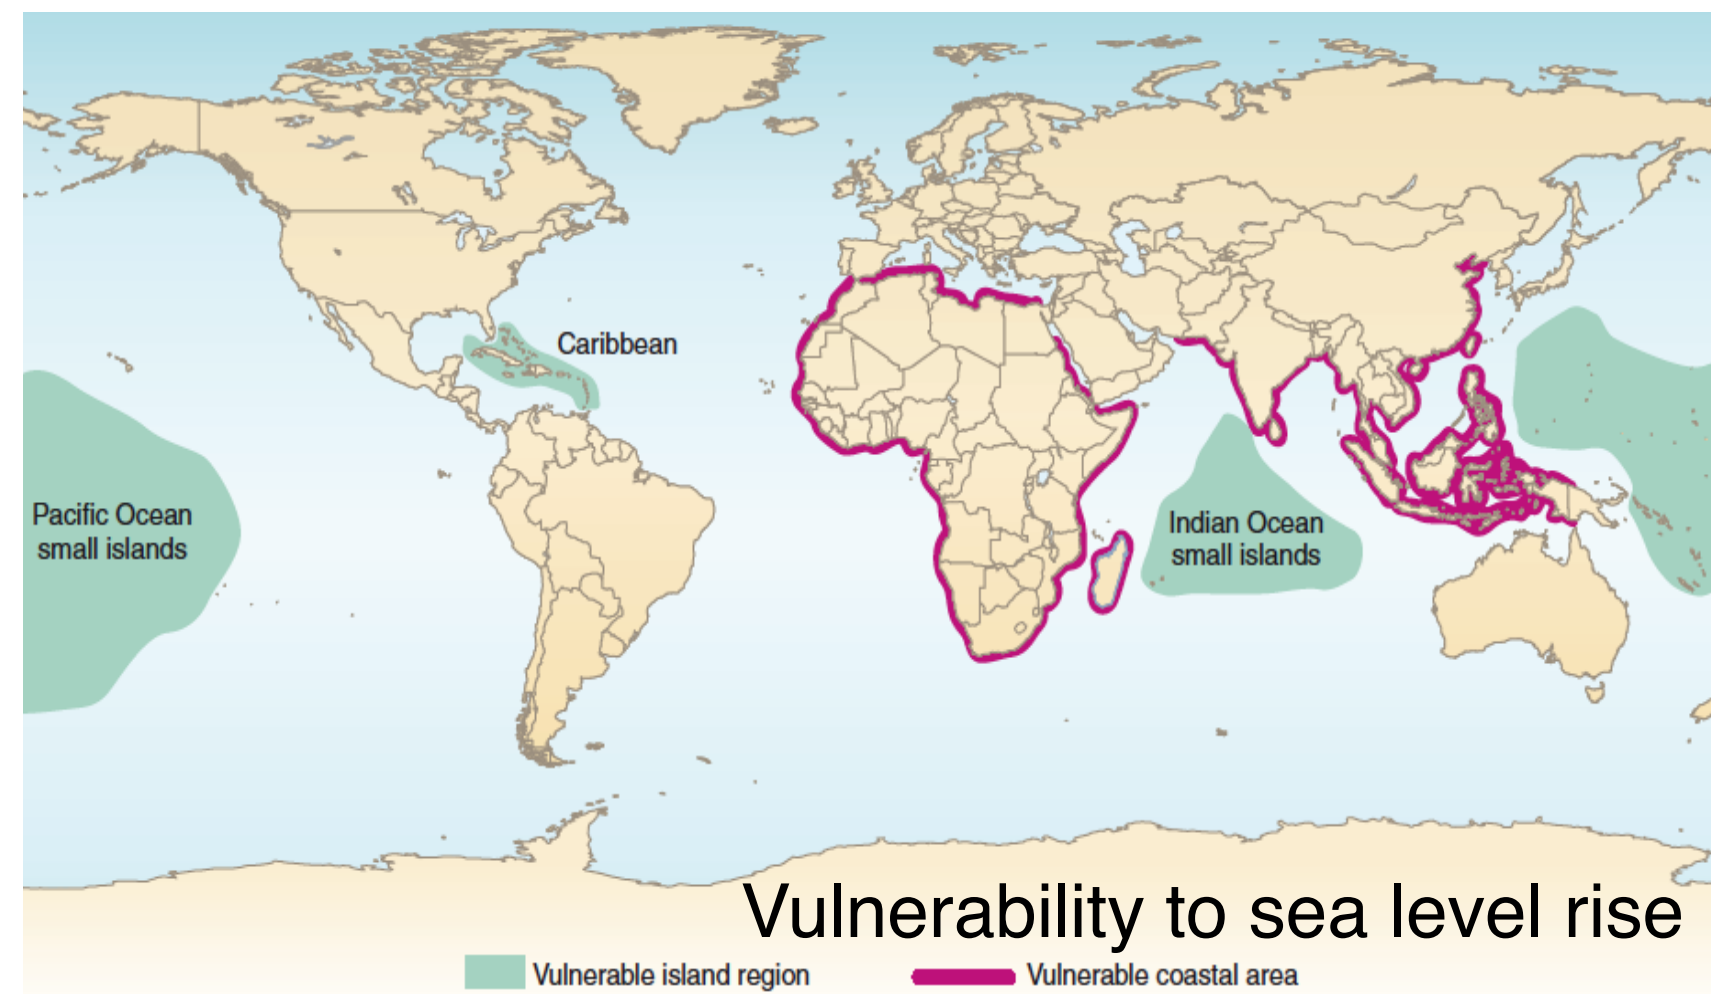 Caribbean
Pacific Ocean
small islands
Indian Ocean
small islands
Vulnerability to sea level rise
Vulnerable island region
Vulnerable coastal area